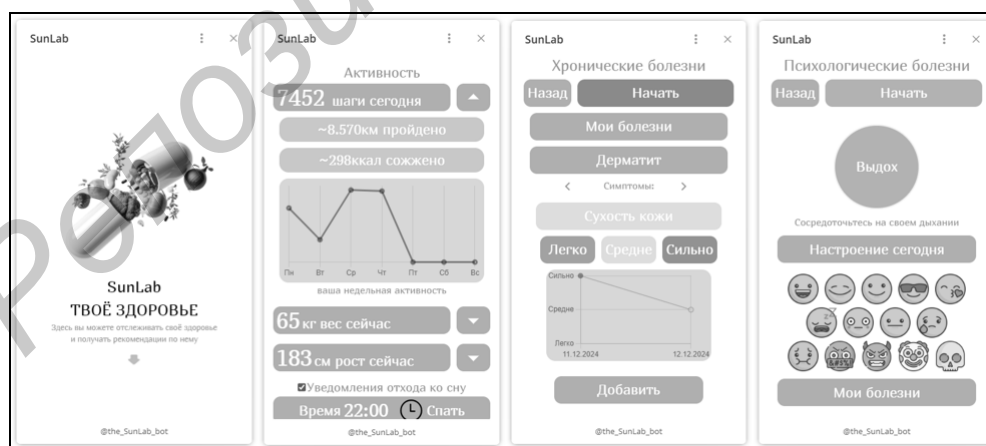 SunLab
SunLab
ТВОЁ ЗДОРОВЬЕ
Здесь вы можете отслеживать своё здоровье
и получать рекомендации по нему
@the_SunLab_bot
SunLab
Активность
7452 шаги сегодня
~8.570км пройдено
~298ккал сожжено
Пн Вт Ср Чт Пт Сб Вс
ваша недельная активность
65 кг вес сейчас
183 см рост сейчас
Уведомления отхода ко сну
Время 22:00 Спать
@the_SunLab_bot
SunLab
Хронические болезни
Назад Начать
Мои болезни
Дерматит
< Симптомы: >
Сухость кожи
Легко Средне Сильно
Сильно
Средне
Легко
11.12.2024 12.12.2024
Добавить
@the_SunLab_bot
SunLab
Психологические болезни
Назад Начать
Выдох
Сосредоточьтесь на своем дыхании
Настроение сегодня
Мои болезни
@the_SunLab_bot